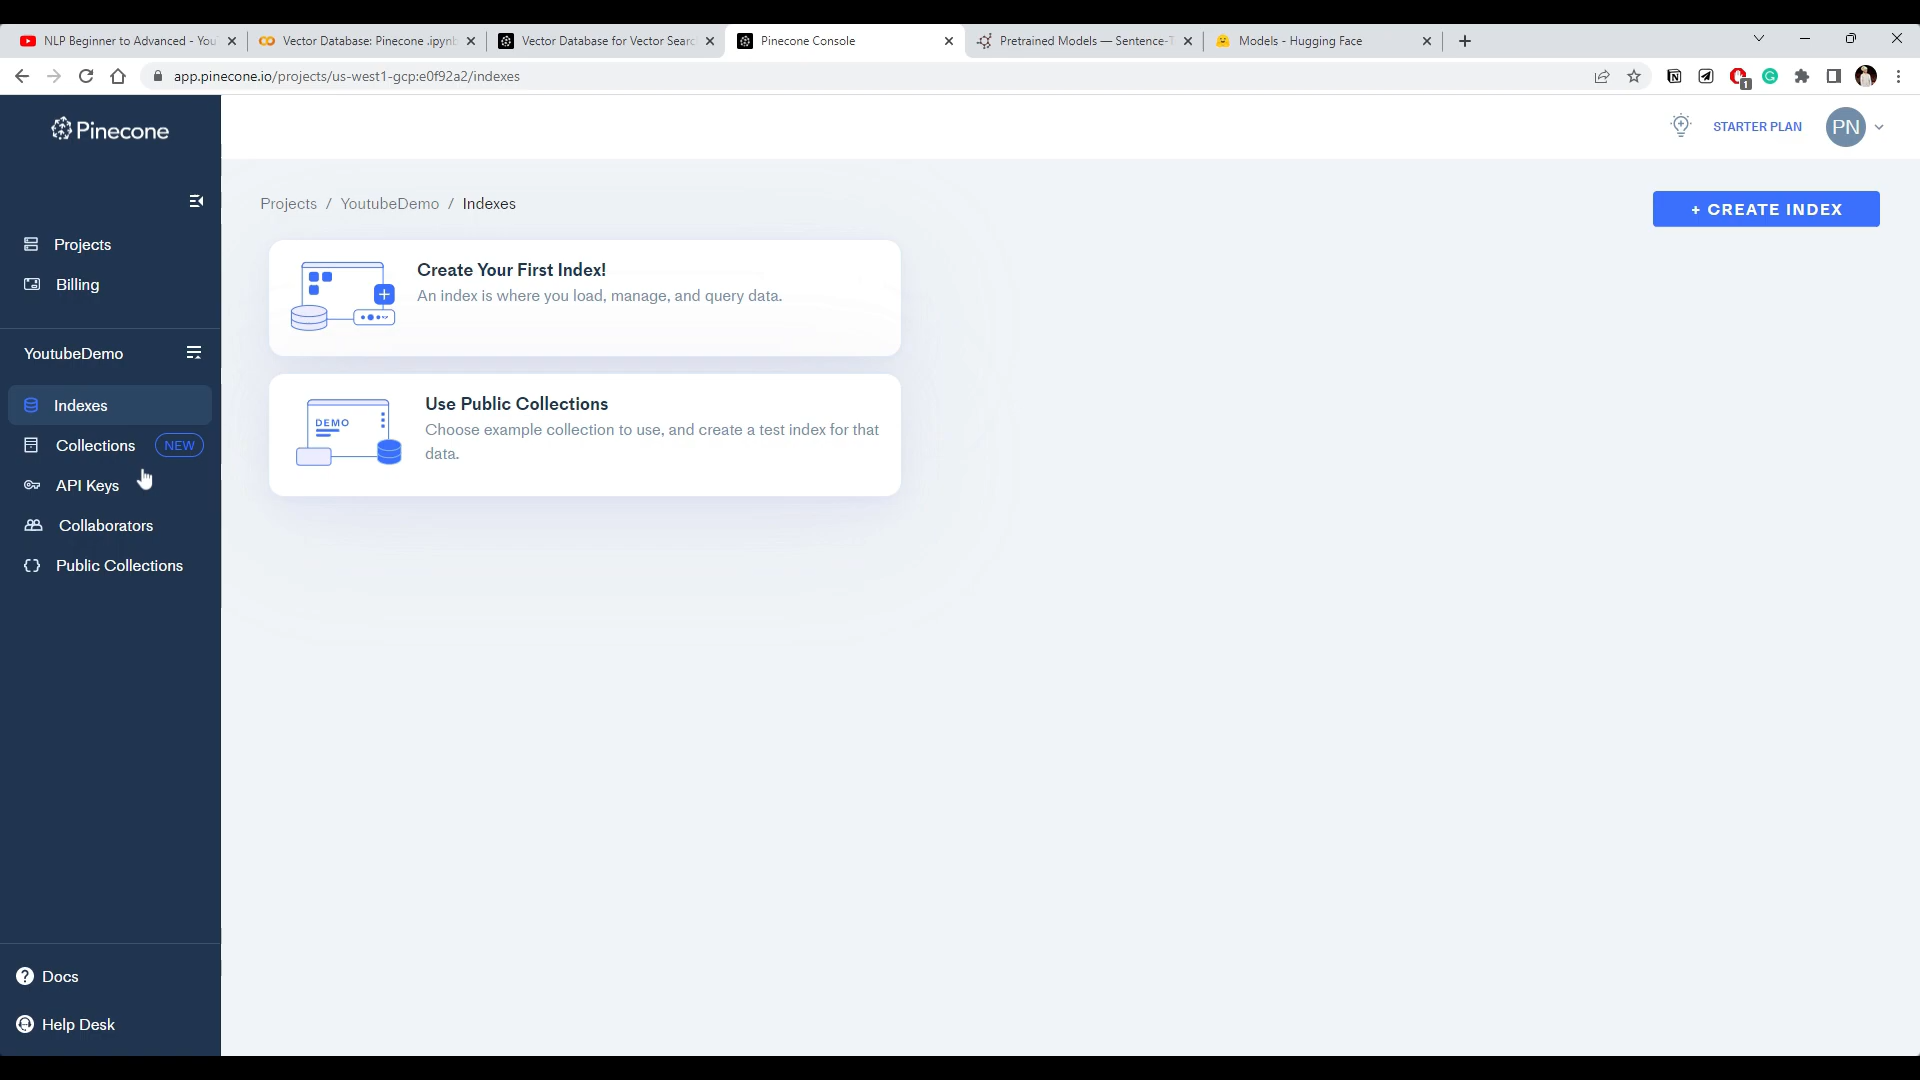 NLP Beginner to Advanced - You
Vector Database: Pinecone .ipynb
Vector Database for Vector Searc
Pinecone Console
Pretrained Models — Sentence-T
Models - Hugging Face
app.pinecone.io/projects/us-west1-gcp:e0f92a2/indexes
1
Pinecone
STARTER PLAN
PN
Projects / YoutubeDemo / Indexes
+ CREATE INDEX
Projects
Billing
YoutubeDemo
Indexes
Collections NEW
API Keys
Collaborators
Public Collections
Create Your First Index!
An index is where you load, manage, and query data.
DEMO
Use Public Collections
Choose example collection to use, and create a test index for that
data.
Docs
Help Desk